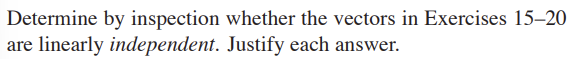 Determine by inspection whether the vectors in Exercises 15–20
are linearly independent. Justify each answer.